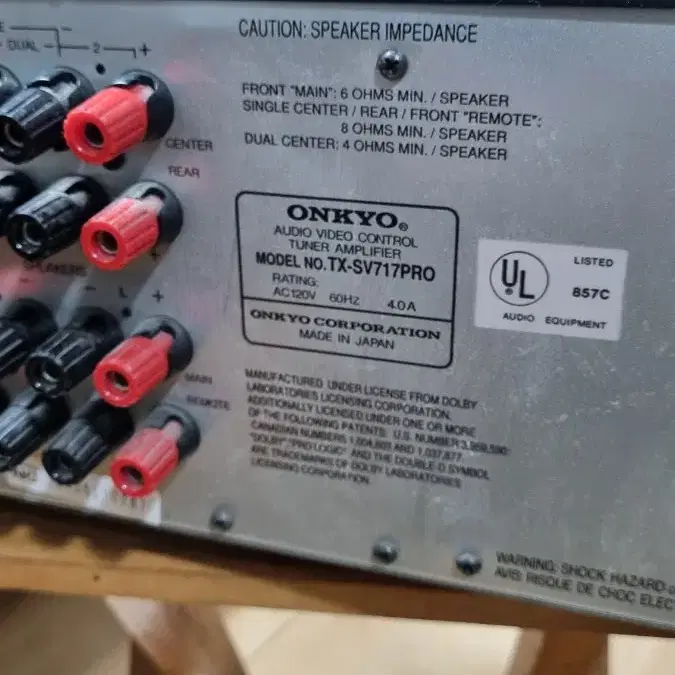 DUAL
2
+
CENTER
REAR
SPEAKERS
L
+
MAIN
REMOTE
CAUTION: SPEAKER IMPEDANCE
FRONT "MAIN": 6 OHMS MIN. / SPEAKER
SINGLE CENTER / REAR / FRONT "REMOTE":
8 OHMS MIN. / SPEAKER
DUAL CENTER: 4 OHMS MIN. / SPEAKER
ONKYO®
AUDIO VIDEO CONTROL
TUNER AMPLIFIER
MODEL NO. TX-SV717PRO
RATING:
AC120V 60HZ 4.0A
ONKYO CORPORATION
MADE IN JAPAN
UL®
LISTED
857C
AUDIO EQUIPMENT
MANUFACTURED UNDER LICENSE FROM DOLBY
LABORATORIES LICENSING CORPORATION.
ADDITIONALLY LICENSED UNDER ONE OR MORE
OF THE FOLLOWING PATENTS: U.S. NUMBER 3,959,590
CANADIAN NUMBERS 1,004,603 AND 1,037,877.
"DOLBY", "PRO LOGIC" AND THE DOUBLE-D SYMBOL
ARE TRADEMARKS OF DOLBY LABORATORIES
LICENSING CORPORATION.
WARNING: SHOCK HAZARD-
AVIS: RISQUE DE CHOC ELEC